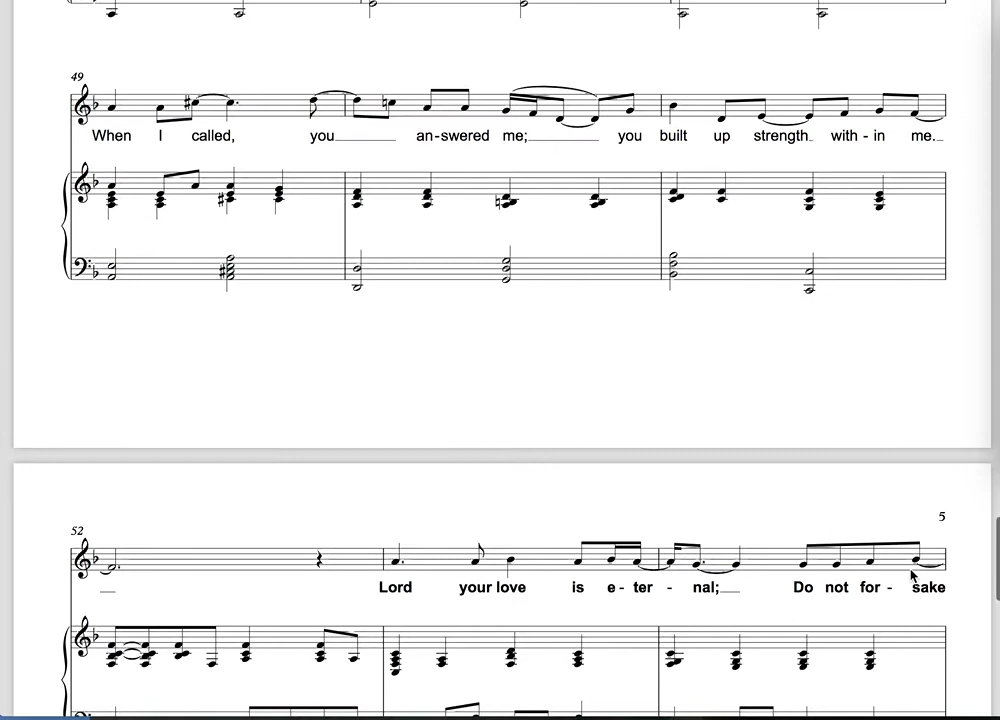 49
When I called, you an-swered me; you built up strength with-in me.
5
52
Lord your love is e-ter-nal; Do not for-sake